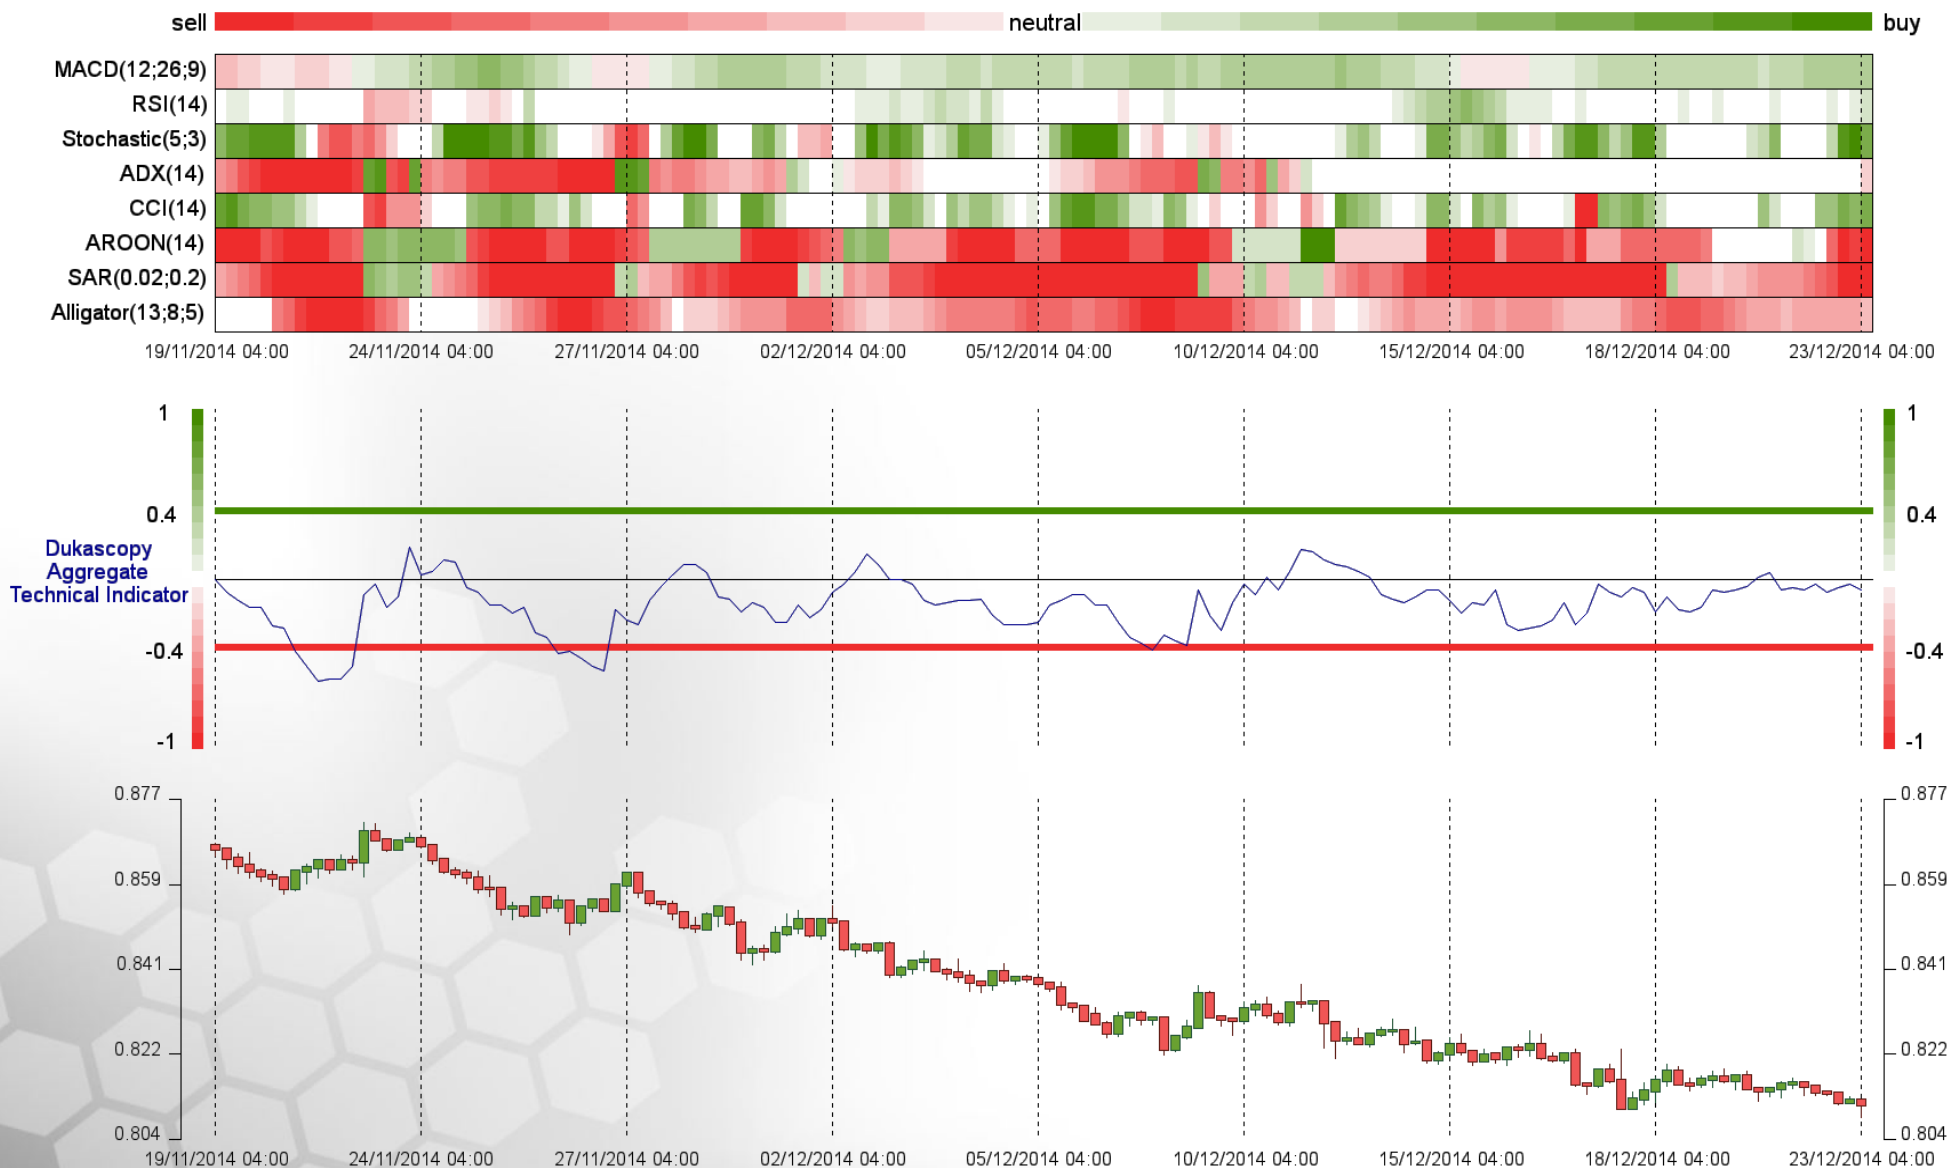 sell neutral buy
MACD(12;26;9)
RSI(14)
Stochastic(5;3)
ADX(14)
CCI(14)
AROON(14)
SAR(0.02;0.2)
Alligator(13;8;5)
19/11/2014 04:00 24/11/2014 04:00 27/11/2014 04:00 02/12/2014 04:00 05/12/2014 04:00 10/12/2014 04:00 15/12/2014 04:00 18/12/2014 04:00 23/12/2014 04:00
1 1
0.4 0.4
Dukascopy
Aggregate
Technical Indicator
-0.4 -0.4
-1 -1
0.877 0.877
0.859 0.859
0.841 0.841
0.822 0.822
0.804 0.804
19/11/2014 04:00 24/11/2014 04:00 27/11/2014 04:00 02/12/2014 04:00 05/12/2014 04:00 10/12/2014 04:00 15/12/2014 04:00 18/12/2014 04:00 23/12/2014 04:00